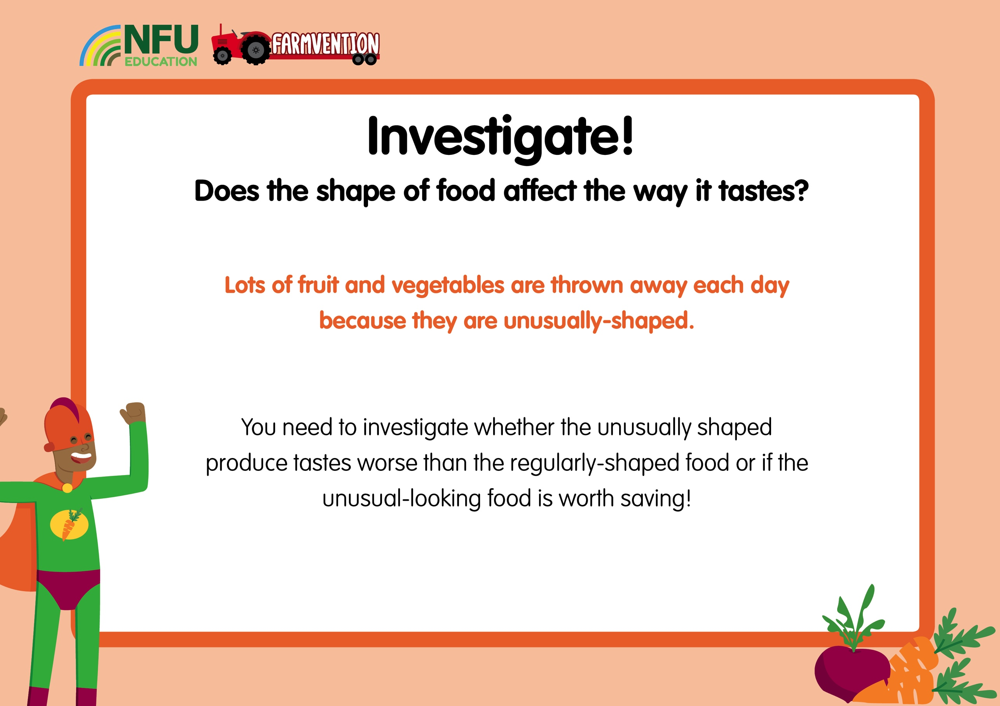 NFU
EDUCATION
FARMVENTION
Investigate!
Does the shape of food affect the way it tastes?
Lots of fruit and vegetables are thrown away each day
because they are unusually-shaped.
You need to investigate whether the unusually shaped
produce tastes worse than the regularly-shaped food or if the
unusual-looking food is worth saving!